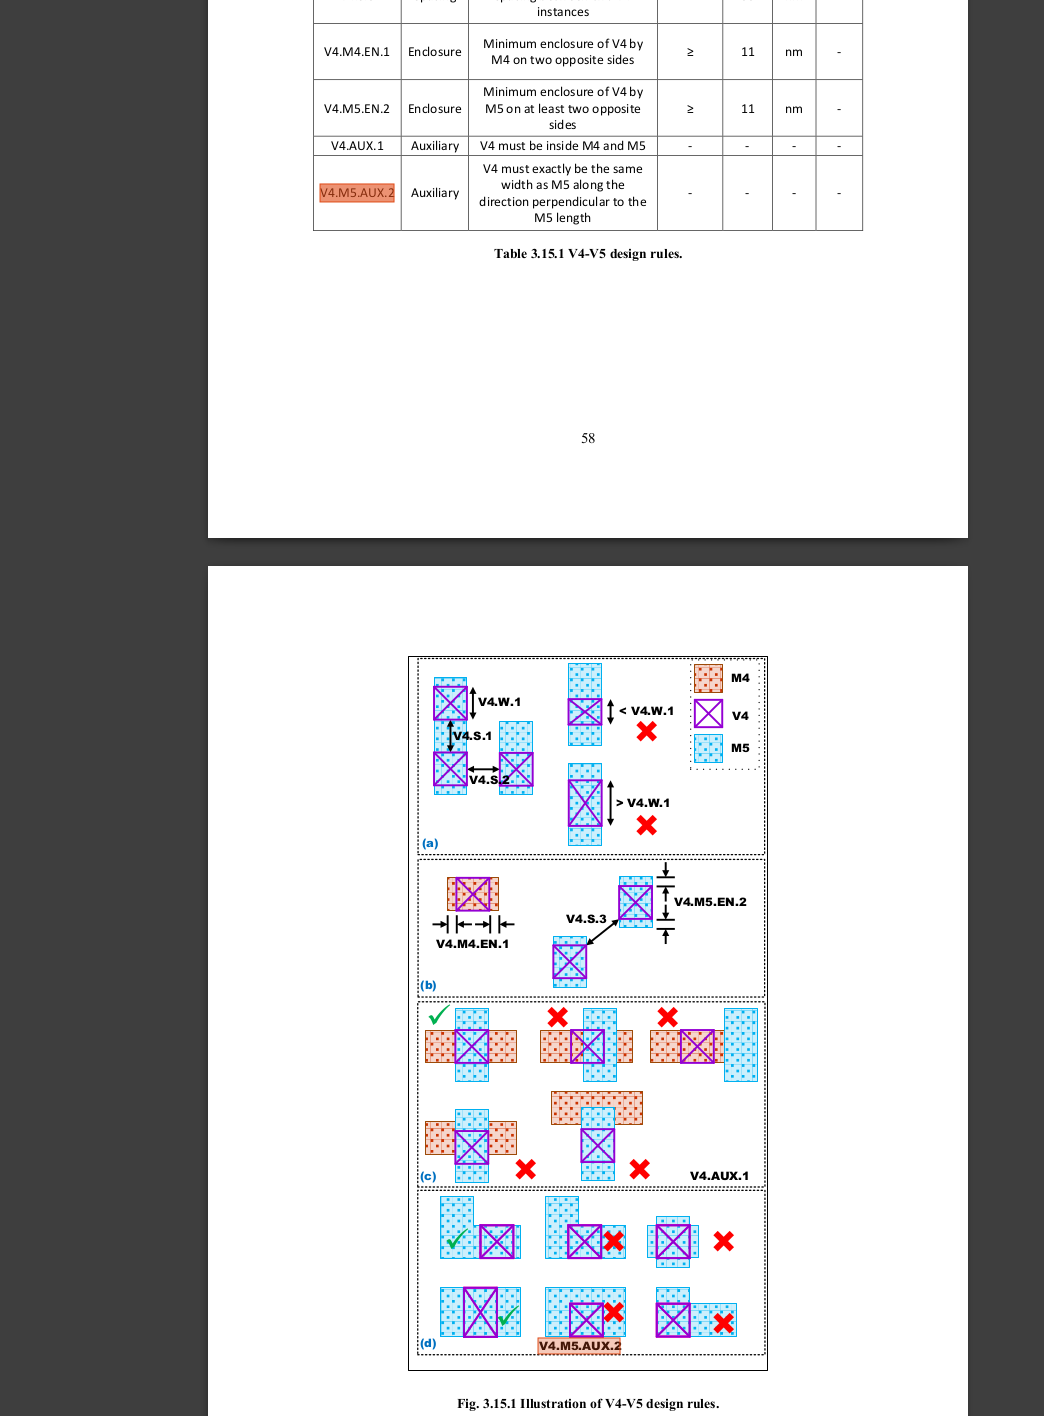 instances
V4.M4.EN.1 Enclosure Minimum enclosure of V4 by ≥ 11 nm -
M4 on two opposite sides
V4.M5.EN.2 Enclosure Minimum enclosure of V4 by ≥ 11 nm -
M5 on at least two opposite
sides
V4.AUX.1 Auxiliary V4 must be inside M4 and M5 - - - -
V4.M5.AUX.2 Auxiliary V4 must exactly be the same - - - -
width as M5 along the
direction perpendicular to the
M5 length
Table 3.15.1 V4-V5 design rules.
58
V4.W.1
V4.S.1
V4.S.2
< V4.W.1
> V4.W.1
M4
V4
M5
(a)
V4.M4.EN.1
V4.S.3
V4.M5.EN.2
(b)
(c)
V4.AUX.1
(d)
V4.M5.AUX.2
Fig. 3.15.1 Illustration of V4-V5 design rules.